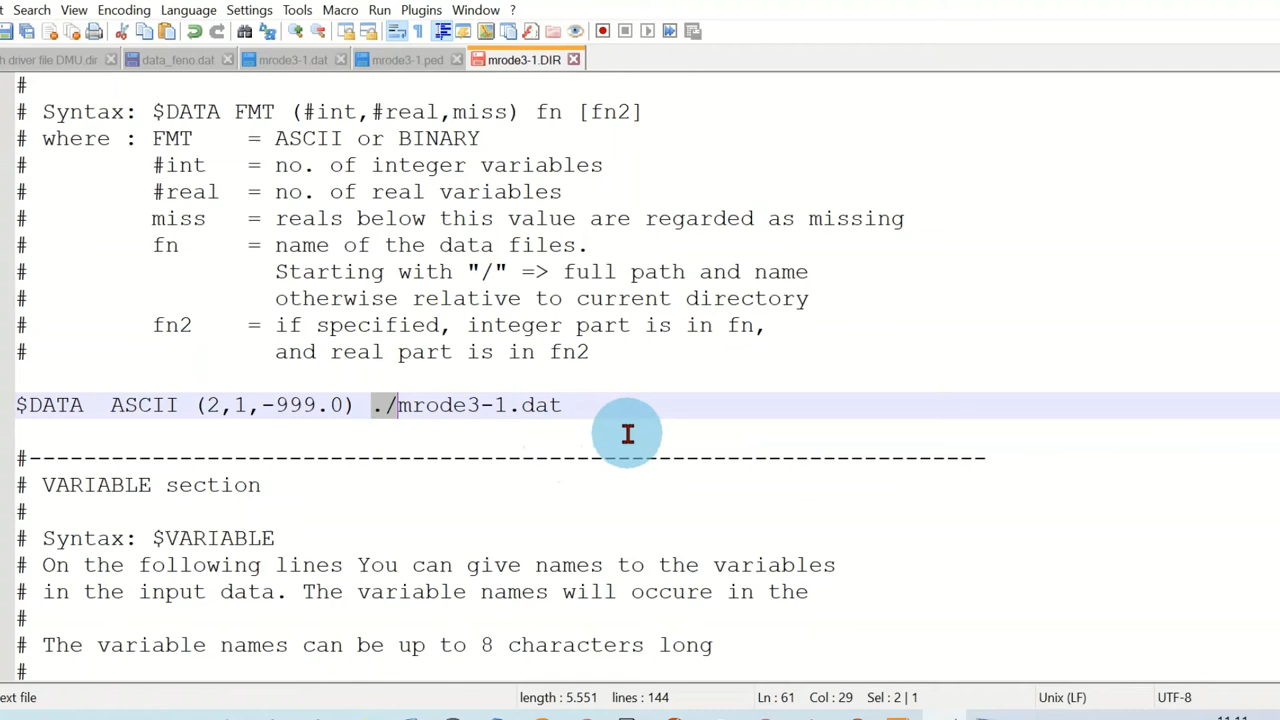 t Search View Encoding Language Settings Tools Macro Run Plugins Window ?
h driver file DMU dir data_feno.dat mrode3-1 dat mrode3-1 ped mrode3-1.DIR
#
# Syntax: $DATA FMT (#int,#real,miss) fn [fn2]
# where : FMT = ASCII or BINARY
# #int = no. of integer variables
# #real = no. of real variables
# miss = reals below this value are regarded as missing
# fn = name of the data files.
# Starting with "/" => full path and name
# otherwise relative to current directory
# fn2 = if specified, integer part is in fn,
# and real part is in fn2
$DATA ASCII (2,1,-999.0) ./mrode3-1.dat
#----------------------------------------------------------------------
# VARIABLE section
#
# Syntax: $VARIABLE
# On the following lines You can give names to the variables
# in the input data. The variable names will occure in the
#
# The variable names can be up to 8 characters long
#
ext file length : 5.551 lines : 144 Ln : 61 Col : 29 Sel : 2 | 1 Unix (LF) UTF-8